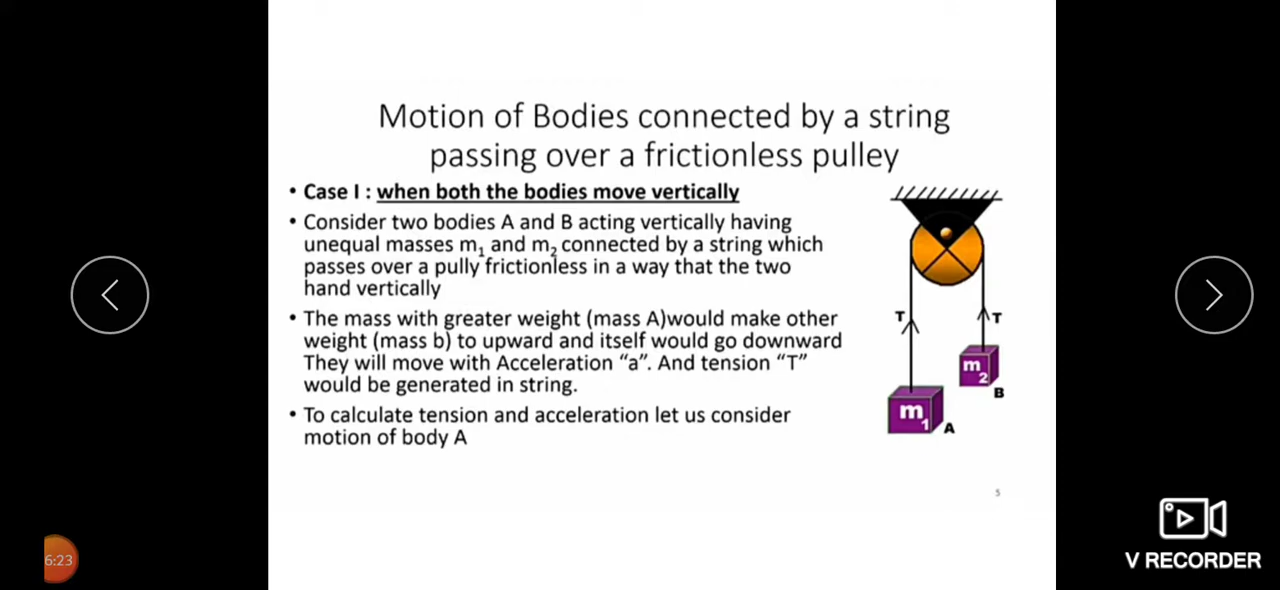 Motion of Bodies connected by a string
passing over a frictionless pulley
• Case I : when both the bodies move vertically
• Consider two bodies A and B acting vertically having
unequal masses m₁ and m₂ connected by a string which
passes over a pully frictionless in a way that the two
hand vertically
• The mass with greater weight (mass A)would make other
weight (mass b) to upward and itself would go downward
They will move with Acceleration “a”. And tension “T”
would be generated in string.
• To calculate tension and acceleration let us consider
motion of body A
T
T
m₂
B
m₁
A
5
6:23
V RECORDER